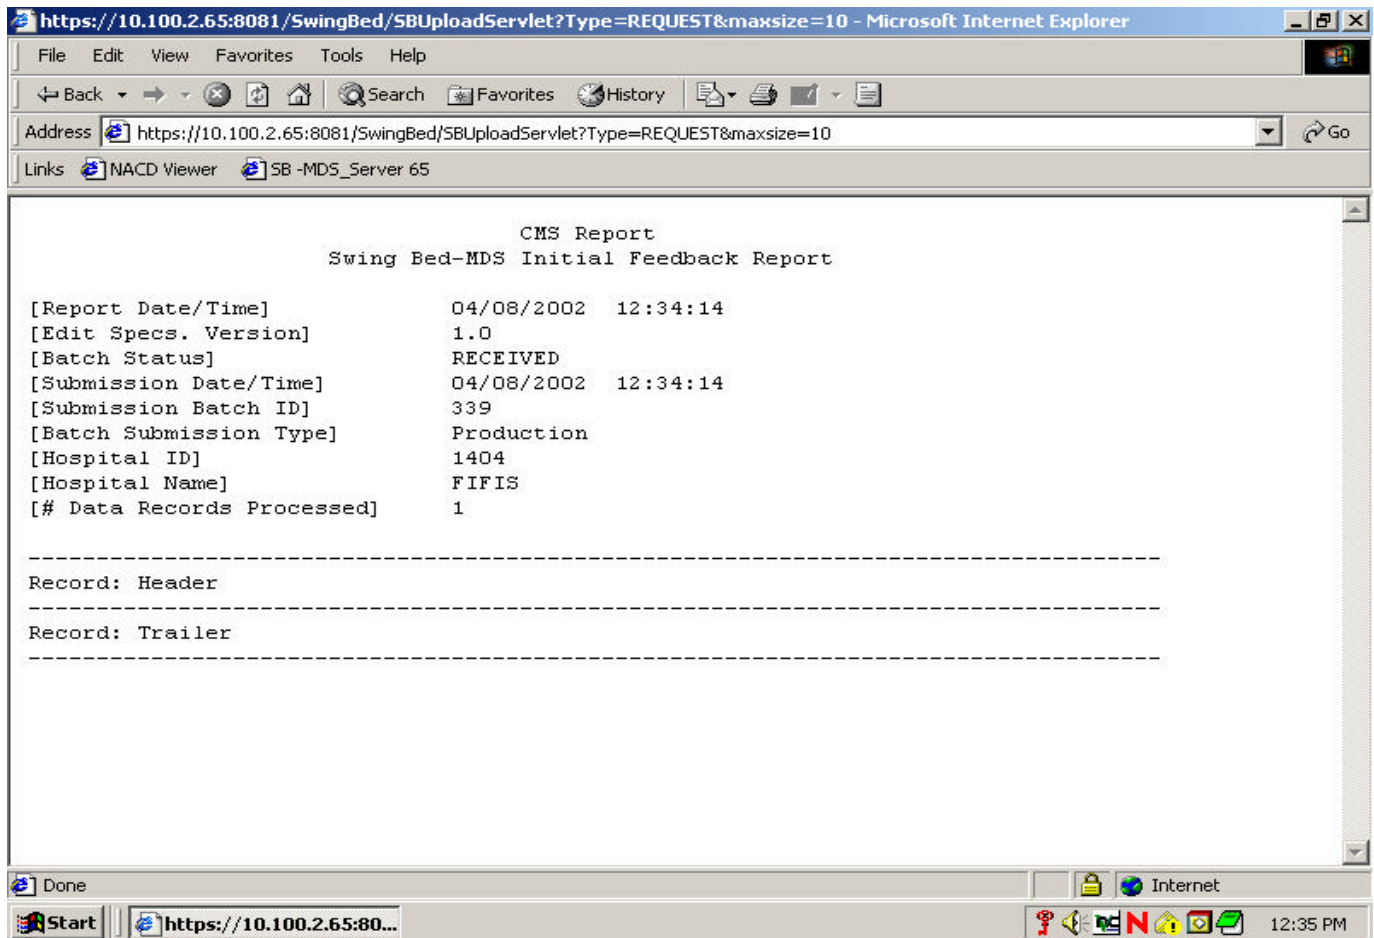 https://10.100.2.65:8081/SwingBed/SBUploadServlet?Type=REQUEST&maxsize=10 - Microsoft Internet Explorer
File Edit View Favorites Tools Help
Back Search Favorites History
Address https://10.100.2.65:8081/SwingBed/SBUploadServlet?Type=REQUEST&maxsize=10 Go
Links NACD Viewer SB -MDS_Server 65
CMS Report
Swing Bed-MDS Initial Feedback Report
[Report Date/Time] 04/08/2002 12:34:14
[Edit Specs. Version] 1.0
[Batch Status] RECEIVED
[Submission Date/Time] 04/08/2002 12:34:14
[Submission Batch ID] 339
[Batch Submission Type] Production
[Hospital ID] 1404
[Hospital Name] FIFIS
[# Data Records Processed] 1
------------------------------------------------------------------------------------
Record: Header
------------------------------------------------------------------------------------
Record: Trailer
------------------------------------------------------------------------------------
Done Internet
Start https://10.100.2.65:80... N 12:35 PM